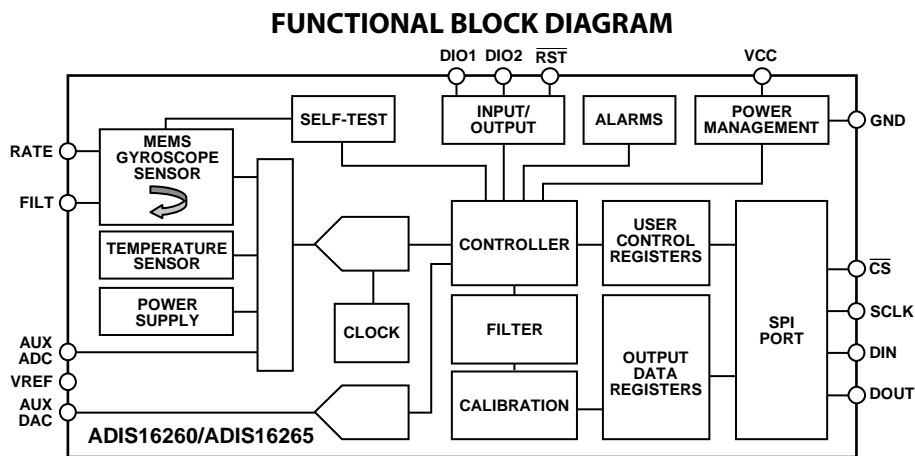 FUNCTIONAL BLOCK DIAGRAM
DIO1 DIO2 RST VCC
SELF-TEST
INPUT/
OUTPUT
ALARMS
POWER
MANAGEMENT
GND
RATE
FILT
MEMS
GYROSCOPE
SENSOR
TEMPERATURE
SENSOR
POWER
SUPPLY
CLOCK
CONTROLLER
FILTER
CALIBRATION
USER
CONTROL
REGISTERS
OUTPUT
DATA
REGISTERS
SPI
PORT
CS
SCLK
DIN
DOUT
AUX
ADC
VREF
AUX
DAC
ADIS16260/ADIS16265